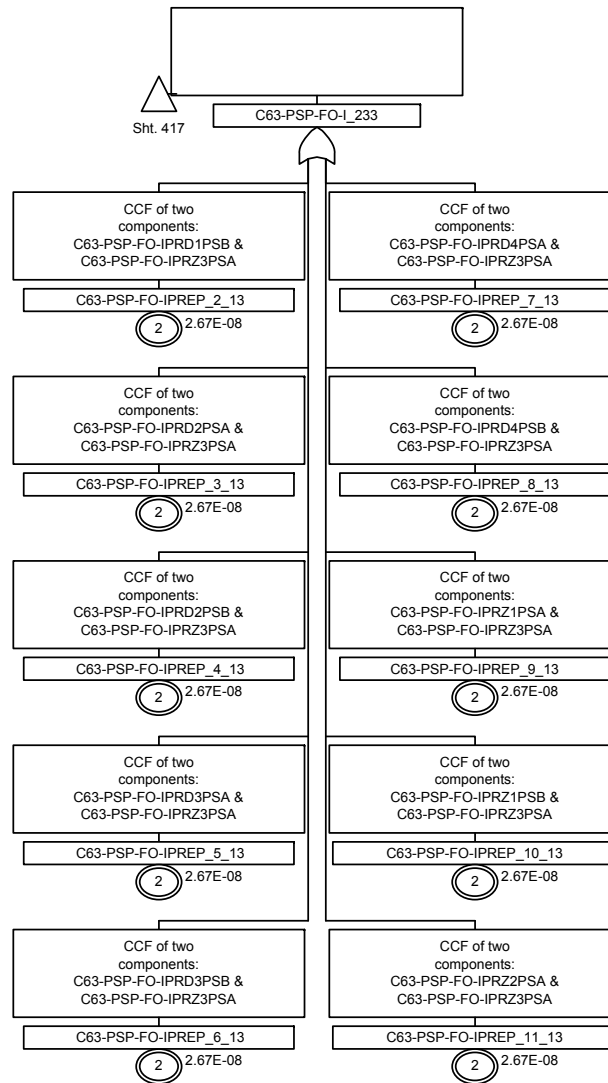 Sht. 417
C63-PSP-FO-I_233
CCF of two
components:
C63-PSP-FO-IPRD1PSB &
C63-PSP-FO-IPRZ3PSA
C63-PSP-FO-IPREP_2_13
2
2.67E-08
CCF of two
components:
C63-PSP-FO-IPRD4PSA &
C63-PSP-FO-IPRZ3PSA
C63-PSP-FO-IPREP_7_13
2
2.67E-08
CCF of two
components:
C63-PSP-FO-IPRD2PSA &
C63-PSP-FO-IPRZ3PSA
C63-PSP-FO-IPREP_3_13
2
2.67E-08
CCF of two
components:
C63-PSP-FO-IPRD4PSB &
C63-PSP-FO-IPRZ3PSA
C63-PSP-FO-IPREP_8_13
2
2.67E-08
CCF of two
components:
C63-PSP-FO-IPRD2PSB &
C63-PSP-FO-IPRZ3PSA
C63-PSP-FO-IPREP_4_13
2
2.67E-08
CCF of two
components:
C63-PSP-FO-IPRZ1PSA &
C63-PSP-FO-IPRZ3PSA
C63-PSP-FO-IPREP_9_13
2
2.67E-08
CCF of two
components:
C63-PSP-FO-IPRD3PSA &
C63-PSP-FO-IPRZ3PSA
C63-PSP-FO-IPREP_5_13
2
2.67E-08
CCF of two
components:
C63-PSP-FO-IPRZ1PSB &
C63-PSP-FO-IPRZ3PSA
C63-PSP-FO-IPREP_10_13
2
2.67E-08
CCF of two
components:
C63-PSP-FO-IPRD3PSB &
C63-PSP-FO-IPRZ3PSA
C63-PSP-FO-IPREP_6_13
2
2.67E-08
CCF of two
components:
C63-PSP-FO-IPRZ2PSA &
C63-PSP-FO-IPRZ3PSA
C63-PSP-FO-IPREP_11_13
2
2.67E-08